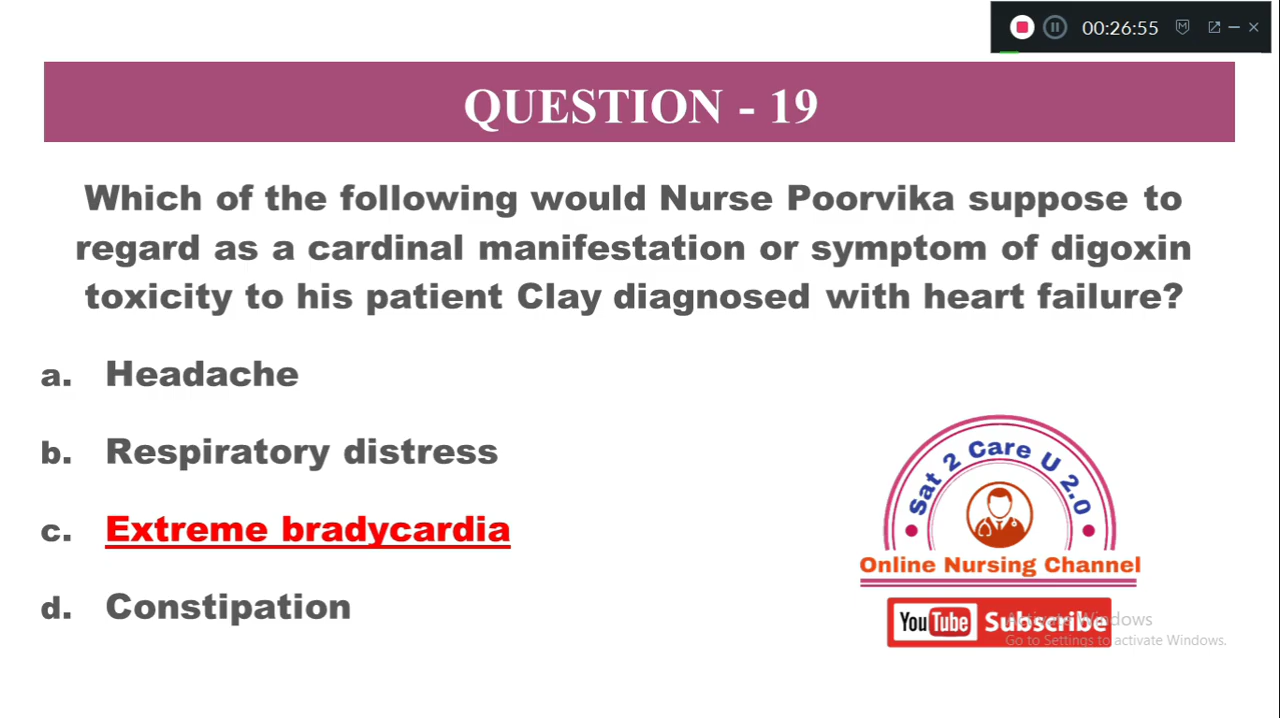 00:26:55
QUESTION - 19
Which of the following would Nurse Poorvika suppose to
regard as a cardinal manifestation or symptom of digoxin
toxicity to his patient Clay diagnosed with heart failure?
a. Headache
b. Respiratory distress
c. Extreme bradycardia
d. Constipation
Sat 2 Care U 2.0
Online Nursing Channel
YouTube Subscribe
Activate Windows
Go to Settings to activate Windows.